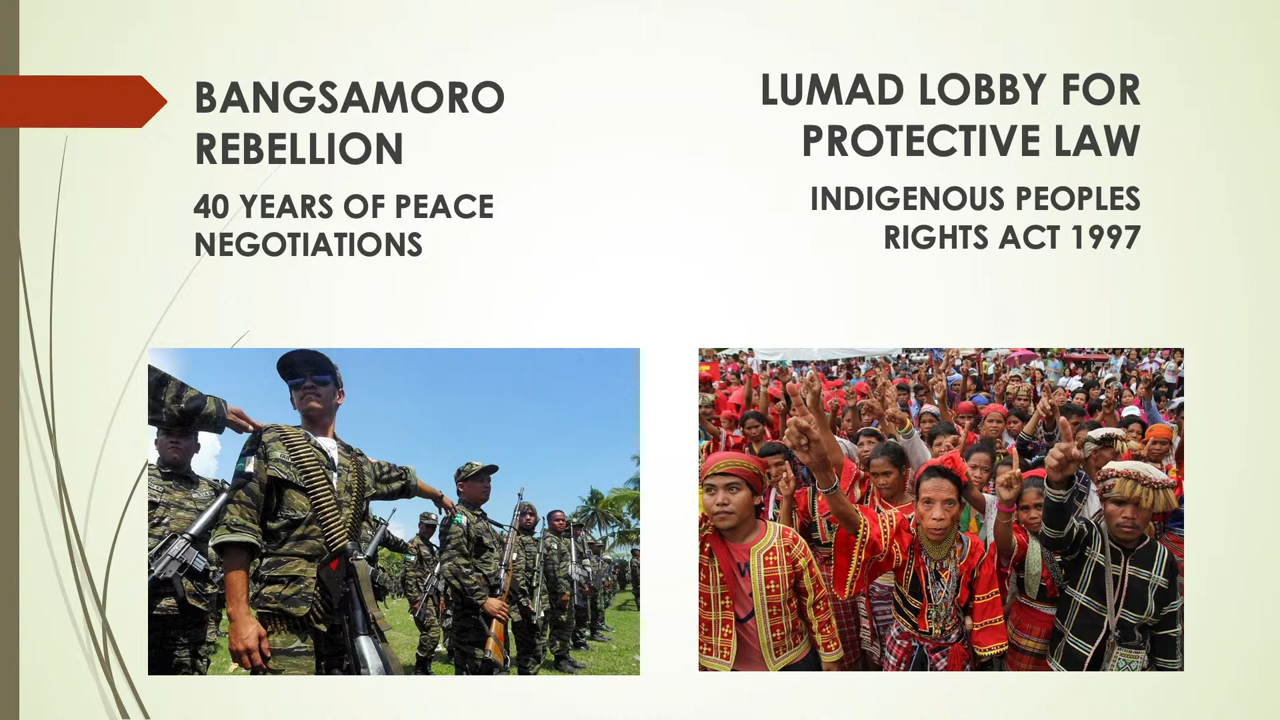 BANGSAMORO
REBELLION
40 YEARS OF PEACE
NEGOTIATIONS
LUMAD LOBBY FOR
PROTECTIVE LAW
INDIGENOUS PEOPLES
RIGHTS ACT 1997